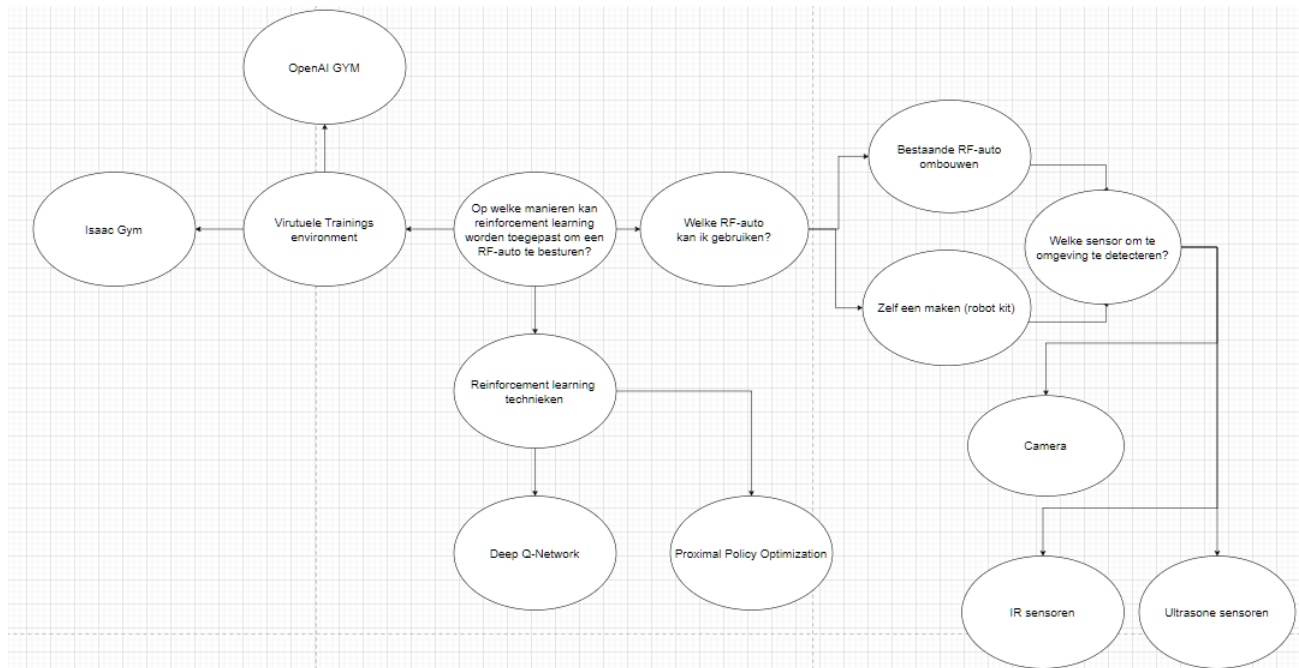 OpenAI GYM
Bestaande RF-auto
ombouwen
Isaac Gym
Virutuele Trainings
environment
Op welke manieren kan
reinforcement learning
worden toegepast om een
RF-auto te besturen?
Welke RF-auto
kan ik gebruiken?
Welke sensor om te
omgeving te detecteren?
Zelf een maken (robot kit)
Reinforcement learning
technieken
Camera
Deep Q-Network
Proximal Policy Optimization
IR sensoren
Ultrasone sensoren